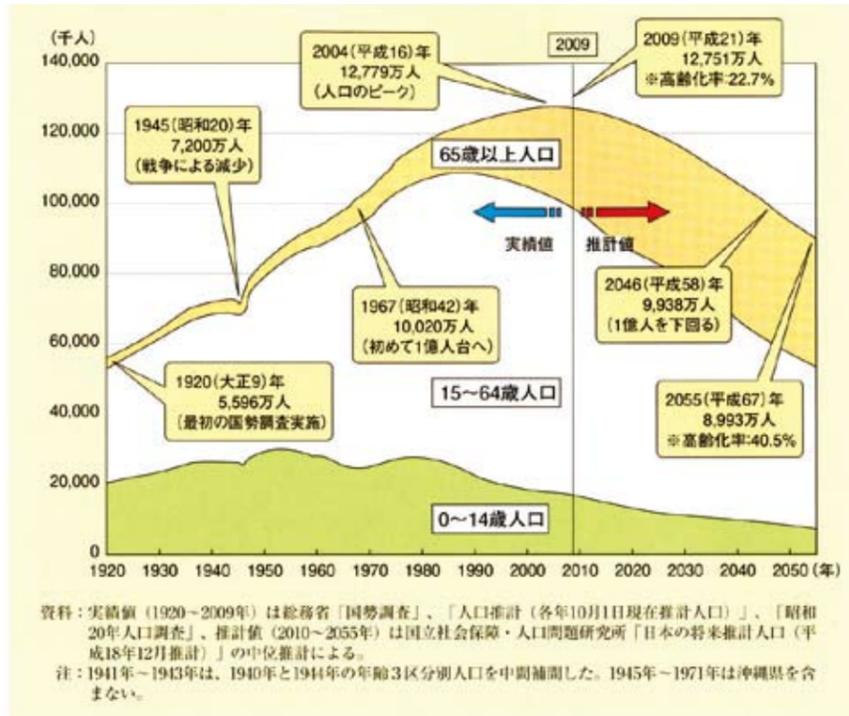 (千人)
140,000
120,000
100,000
80,000
60,000
40,000
20,000
0
1920 1930 1940 1950 1960 1970 1980 1990 2000 2010 2020 2030 2040 2050(年)
1920(大正9)年
5,596万人
(最初の国勢調査実施)
1945(昭和20)年
7,200万人
(戦争による減少)
1967(昭和42)年
10,020万人
(初めて1億人台へ)
2004(平成16)年
12,779万人
(人口のピーク)
2009
2009(平成21)年
12,751万人
※高齢化率:22.7%
65歳以上人口
実績値
推計値
2046(平成58)年
9,938万人
(1億人を下回る)
2055(平成67)年
8,993万人
※高齢化率:40.5%
15~64歳人口
0~14歳人口
資料:実績値(1920~2009年)は総務省「国勢調査」、「人口推計(各年10月1日現在推計人口)」、「昭和
20年人口調査」、推計値(2010~2055年)は国立社会保障・人口問題研究所「日本の将来推計人口(平
成18年12月推計)」の中位推計による。
注:1941年~1943年は、1940年と1944年の年齢3区分別人口を中間補間した。1945年~1971年は沖縄県を含
まない。